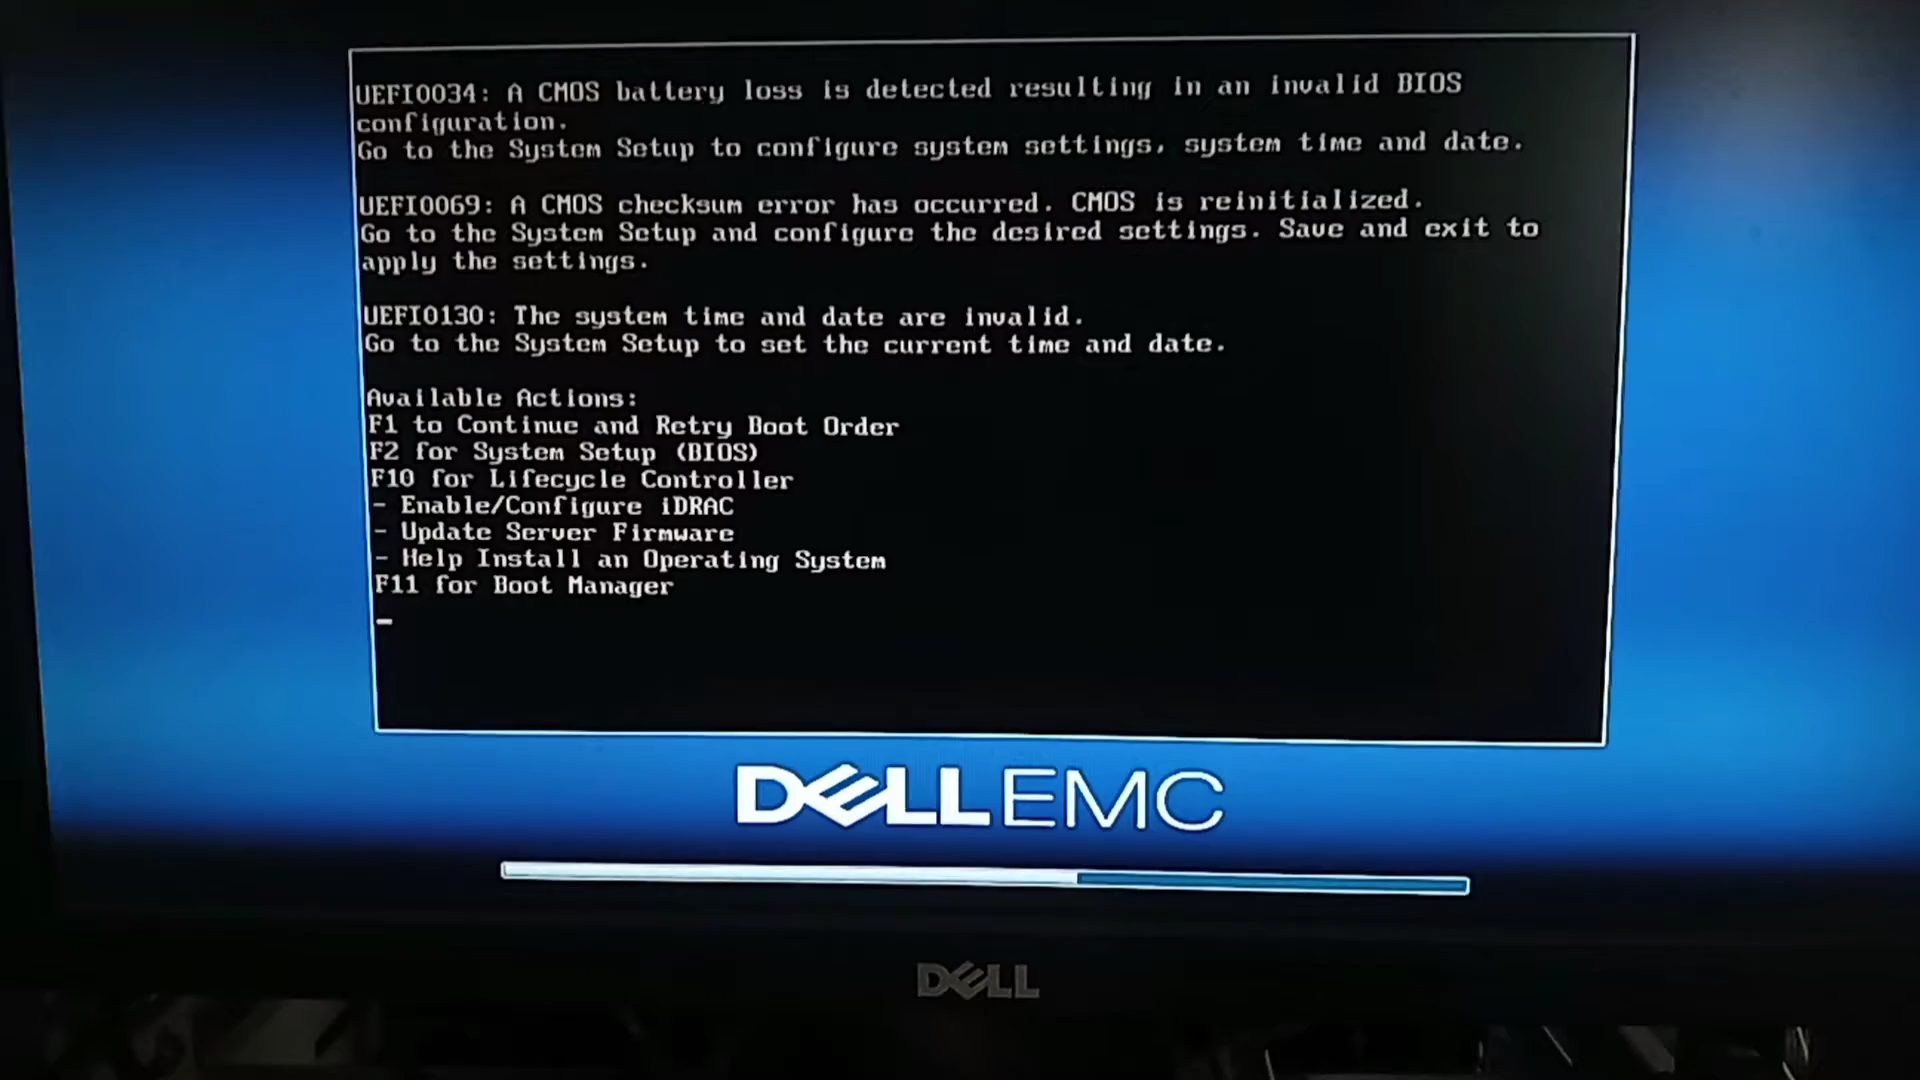 UEFI0034: A CMOS battery loss is detected resulting in an invalid BIOS
configuration.
Go to the System Setup to configure system settings, system time and date.
UEFI0069: A CMOS checksum error has occurred. CMOS is reinitialized.
Go to the System Setup and configure the desired settings. Save and exit to
apply the settings.
UEFI0130: The system time and date are invalid.
Go to the System Setup to set the current time and date.
Available Actions:
F1 to Continue and Retry Boot Order
F2 for System Setup (BIOS)
F10 for Lifecycle Controller
- Enable/Configure iDRAC
- Update Server Firmware
- Help Install an Operating System
F11 for Boot Manager
DELLEMC
DELL